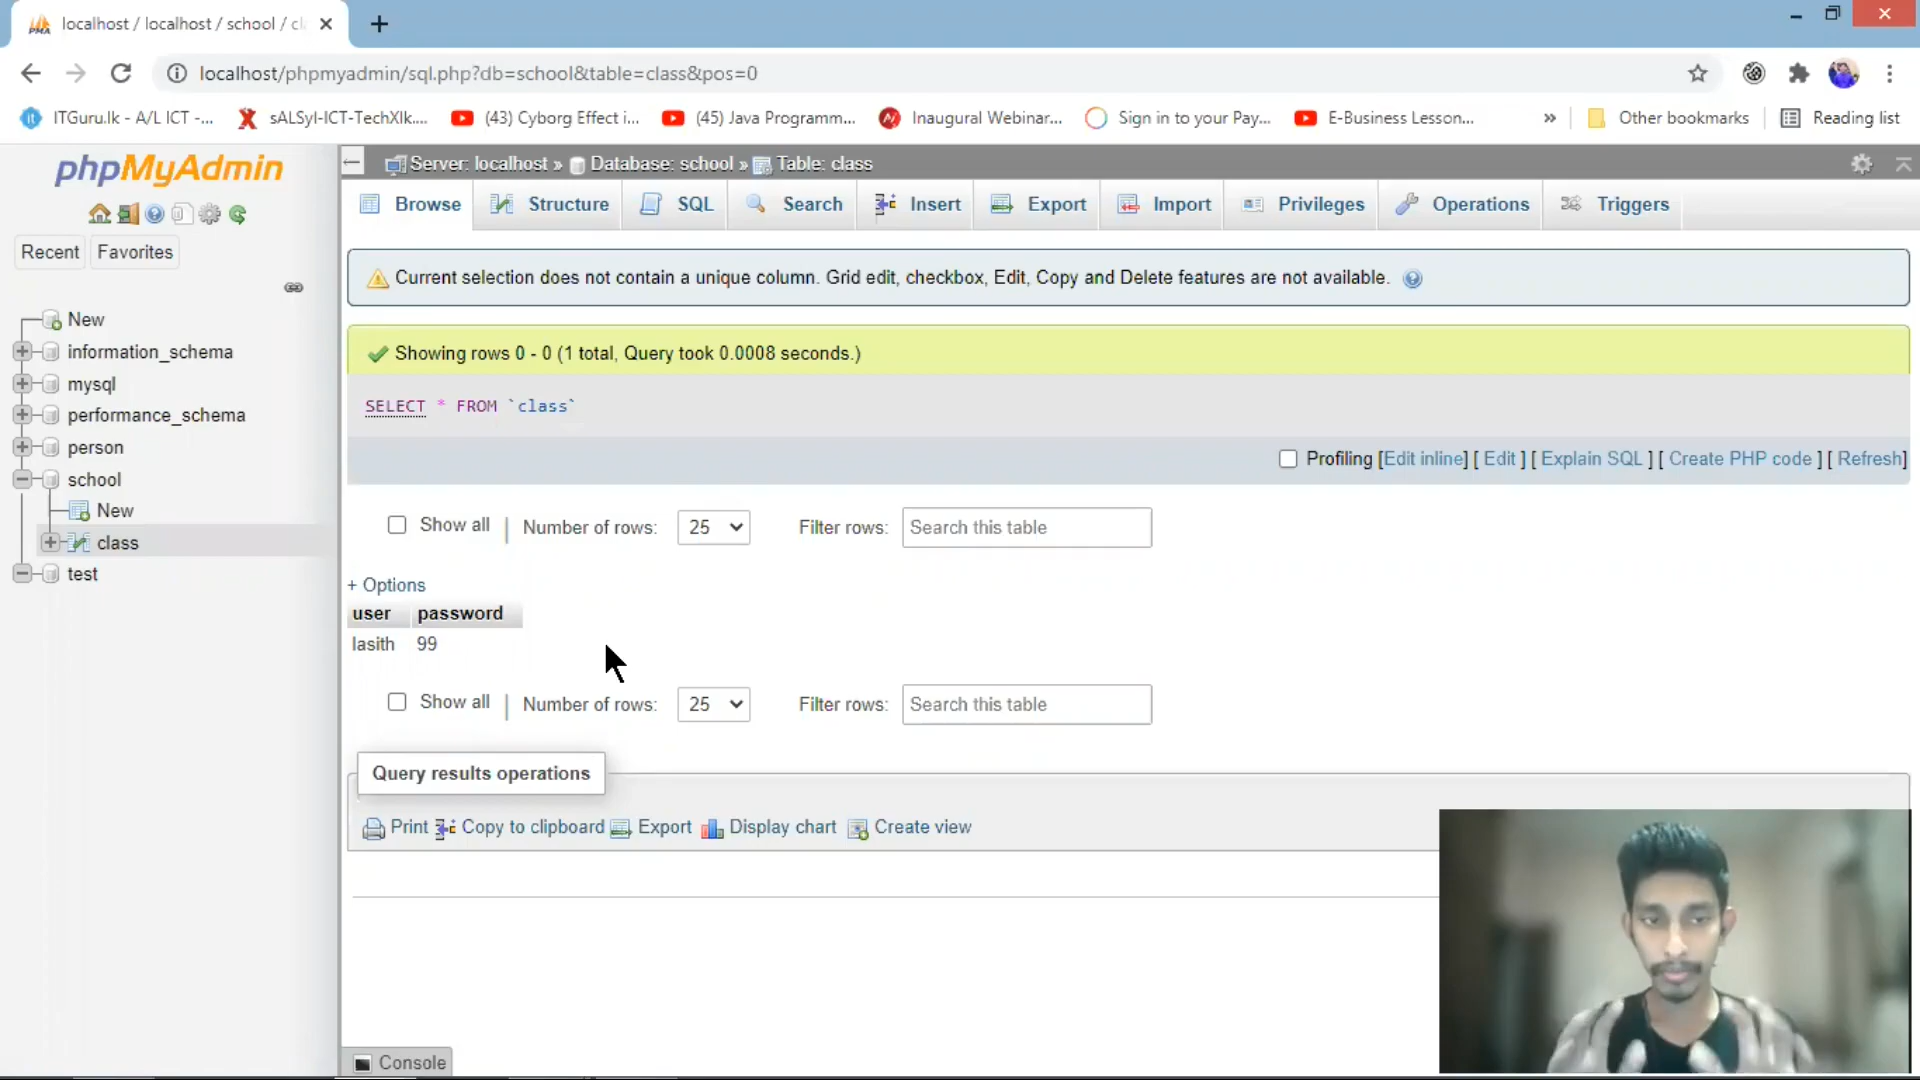 localhost / localhost / school / cl
localhost/phpmyadmin/sql.php?db=school&table=class&pos=0
ITGuru.lk - A/L ICT -... sALSyl-ICT-TechXlk.... (43) Cyborg Effect i... (45) Java Programm... Inaugural Webinar... Sign in to your Pay... E-Business Lesson... » Other bookmarks Reading list
phpMyAdmin
Recent Favorites
New
information_schema
mysql
performance_schema
person
school
New
class
test
Server: localhost » Database: school » Table: class
Browse Structure SQL Search Insert Export Import Privileges Operations Triggers
Current selection does not contain a unique column. Grid edit, checkbox, Edit, Copy and Delete features are not available.
Showing rows 0 - 0 (1 total, Query took 0.0008 seconds.)
SELECT * FROM `class`
Profiling [Edit inline] [ Edit ] [ Explain SQL ] [ Create PHP code ] [ Refresh]
Show all | Number of rows: 25 Filter rows: Search this table
+ Options
user password
lasith 99
Show all | Number of rows: 25 Filter rows: Search this table
Query results operations
Print Copy to clipboard Export Display chart Create view
Console